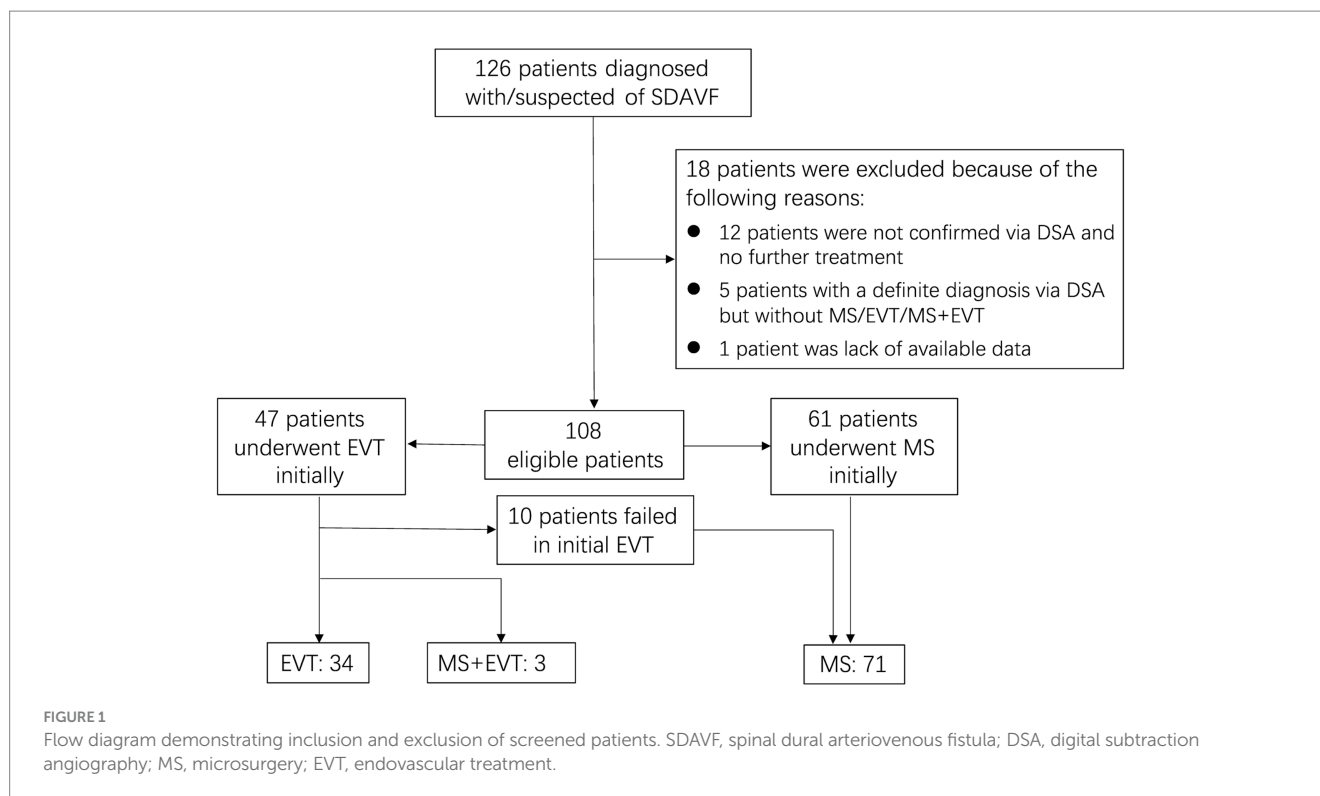 126 patients diagnosed
with/suspected of SDAVF
18 patients were excluded because of the
following reasons:
● 12 patients were not confirmed via DSA and
no further treatment
● 5 patients with a definite diagnosis via DSA
but without MS/EVT/MS+EVT
● 1 patient was lack of available data
47 patients
underwent EVT
initially
108
eligible patients
61 patients
underwent MS
initially
10 patients failed
in initial EVT
EVT: 34
MS+EVT: 3
MS: 71
FIGURE 1
Flow diagram demonstrating inclusion and exclusion of screened patients. SDAVF, spinal dural arteriovenous fistula; DSA, digital subtraction
angiography; MS, microsurgery; EVT, endovascular treatment.